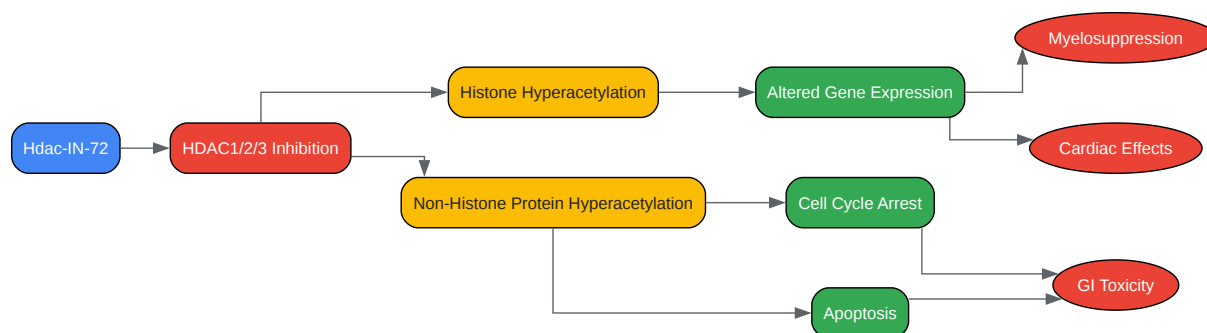 Myelosuppression
Histone Hyperacetylation
Altered Gene Expression
Hdac-IN-72
HDAC1/2/3 Inhibition
Cardiac Effects
Non-Histone Protein Hyperacetylation
Cell Cycle Arrest
GI Toxicity
Apoptosis